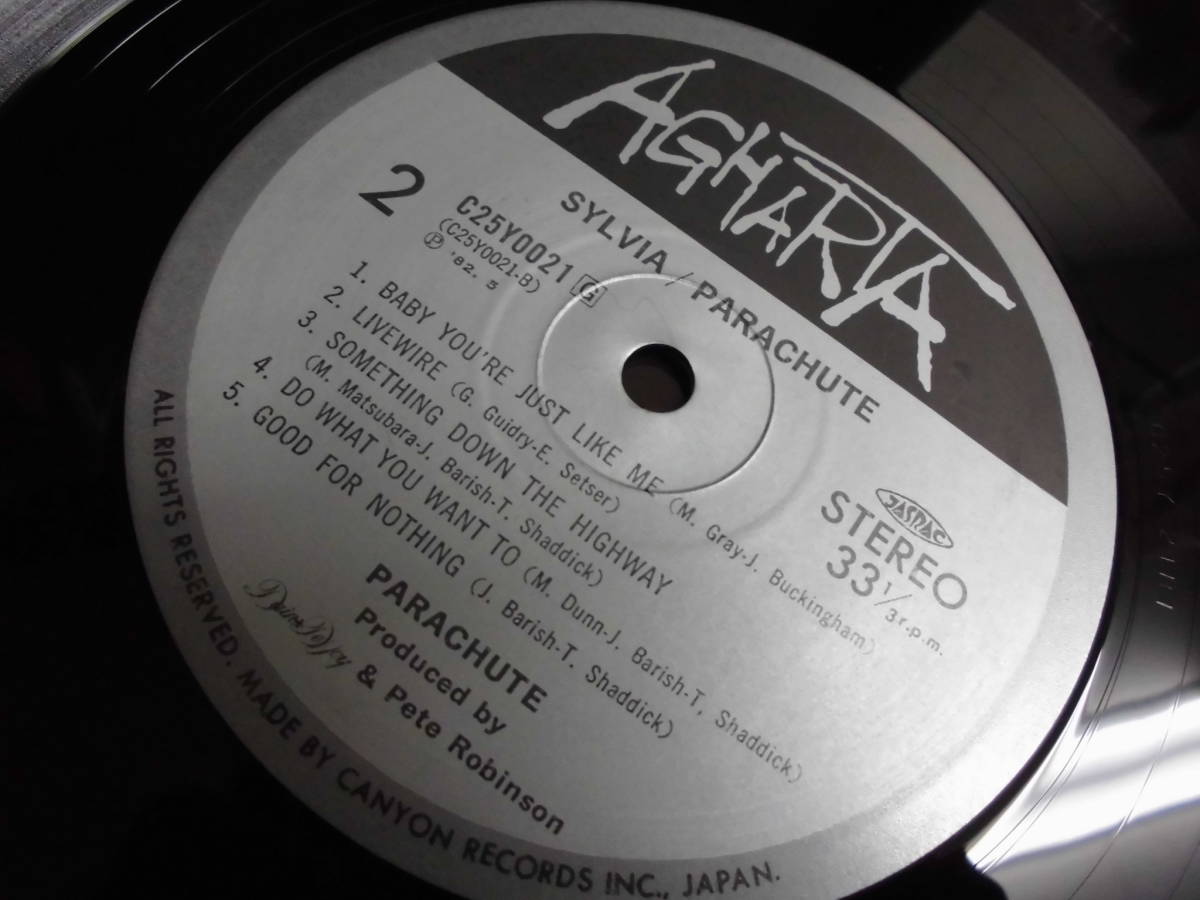 AGHARTA
SYLVIA / PARACHUTE
2
C25Y0021 G
(C25Y0021-B)
Ⓟ '82. 5
JASRAC
STEREO
33 1/3 r.p.m.
1. BABY YOU'RE JUST LIKE ME (M. Gray-J. Buckingham)
2. LIVEWIRE (G. Guidry-E. Setser)
3. SOMETHING DOWN THE HIGHWAY
(M. Matsubara-J. Barish-T. Shaddick)
4. DO WHAT YOU WANT TO (M. Dunn-J. Barish-T, Shaddick)
5. GOOD FOR NOTHING (J. Barish-T. Shaddick)
PARACHUTE
Produced by
& Pete Robinson
ALL RIGHTS RESERVED. MADE BY CANYON RECORDS INC., JAPAN.